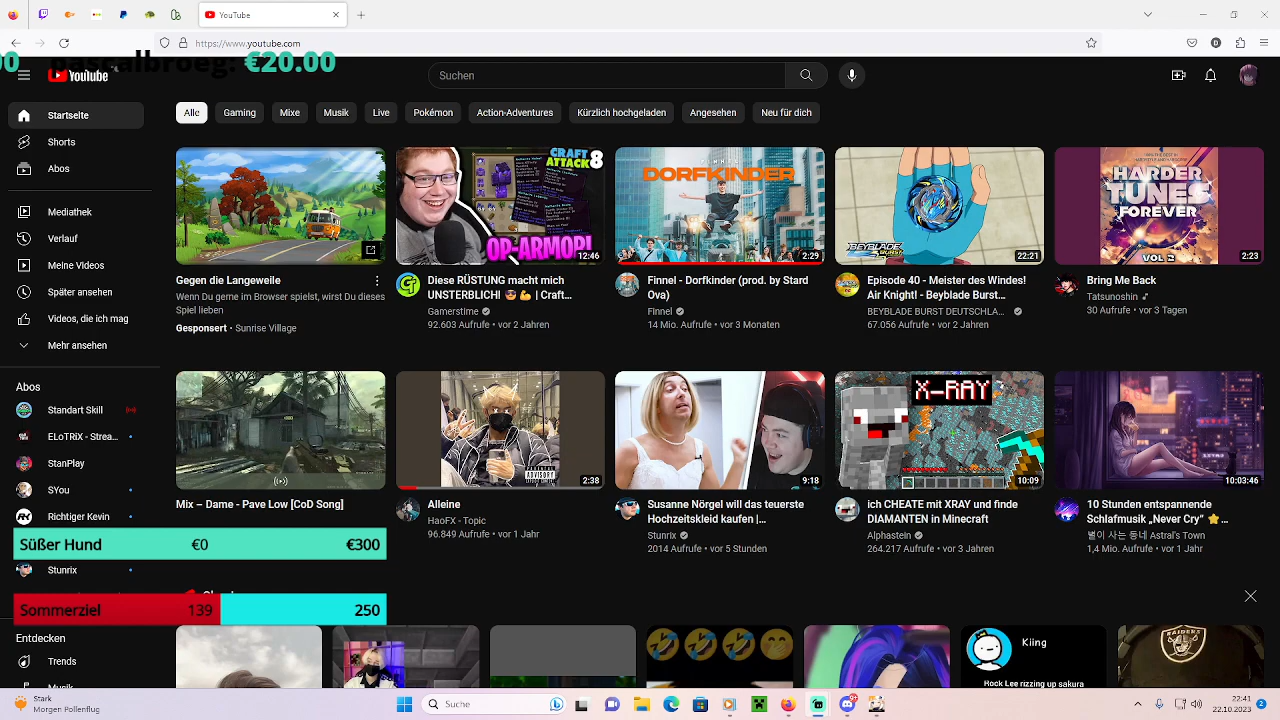 YouTube
https://www.youtube.com
00 pascalbroeg: €20.00
YouTube
Suchen
Startseite
Shorts
Abos
Mediathek
Verlauf
Meine Videos
Später ansehen
Videos, die ich mag
Mehr ansehen
Abos
Standart Skill
ELoTRiX - Strea...
StanPlay
SYou
Richtiger Kevin
Süßer Hund €0 €300
Stunrix
Sommerziel 139 250
Entdecken
Trends
Musik
Alle Gaming Mixe Musik Live Pokémon Action-Adventures Kürzlich hochgeladen Angesehen Neu für dich
Gegen die Langeweile
Wenn Du gerne im Browser spielst, wirst Du dieses
Spiel lieben
Gesponsert • Sunrise Village
CRAFT
ATTACK 8
OP-ARMOR!
12:46
Diese RÜSTUNG macht mich
UNSTERBLICH! 😎 💪 | Craft...
Gamerstime
92.603 Aufrufe • vor 2 Jahren
FINNEL
DORFKINDER
2:29
Finnel - Dorfkinder (prod. by Stard
Ova)
FInnel
14 Mio. Aufrufe • vor 3 Monaten
BEYBLADE
BURST
22:21
Episode 40 - Meister des Windes!
Air Knight! - Beyblade Burst...
BEYBLADE BURST DEUTSCHLA...
67.056 Aufrufe • vor 2 Jahren
HARDER
TUNES
FOREVER
VOL 2
2:23
Bring Me Back
Tatsunoshin
30 Aufrufe • vor 3 Tagen
Mix – Dame - Pave Low [CoD Song]
ADVISORY
2:38
Alleine
HaoFX - Topic
96.849 Aufrufe • vor 1 Jahr
9:18
Susanne Nörgel will das teuerste
Hochzeitskleid kaufen |...
Stunrix
2014 Aufrufe • vor 5 Stunden
X-RAY
10:09
ich CHEATE mit XRAY und finde
DIAMANTEN in Minecraft
Alphastein
264.217 Aufrufe • vor 3 Jahren
10:03:46
10 Stunden entspannende
Schlafmusik „Never Cry“ ⭐ ...
별이 사는 동네 Astral's Town
1,4 Mio. Aufrufe • vor 1 Jahr
Kiing
Rock Lee rizzing up sakura
RAIDERS
Stark
Morgen Pollenflug
Suche
22:41
22.10.2023